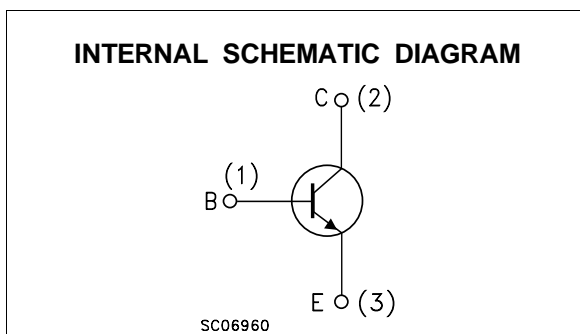 INTERNAL SCHEMATIC DIAGRAM
C (2)
(1)
B
E (3)
SC06960